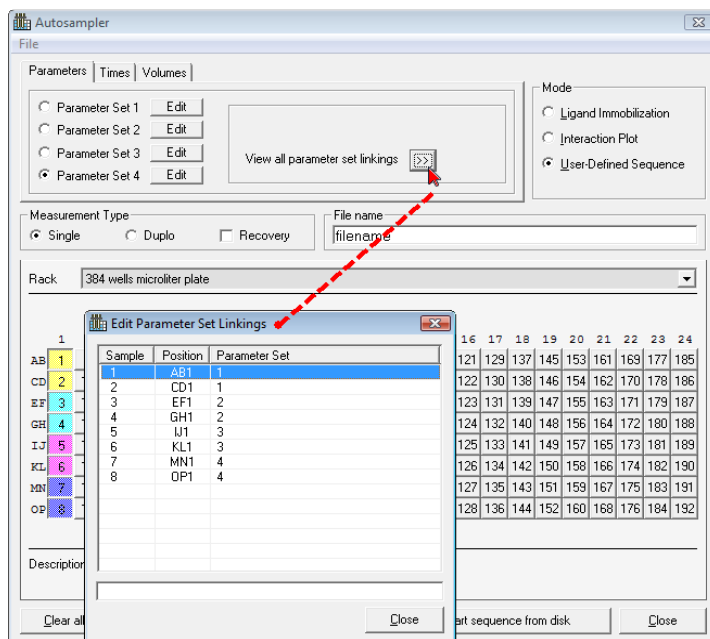 Autosampler
File
Parameters Times Volumes
Parameter Set 1 Edit
Parameter Set 2 Edit
Parameter Set 3 Edit
Parameter Set 4 Edit
View all parameter set linkings >>
Mode
Ligand Immobilization
Interaction Plot
User-Defined Sequence
Measurement Type
Single Duplo Recovery
File name
filename
Rack 384 wells microliter plate
Edit Parameter Set Linkings
Sample Position Parameter Set
1 AB1 1
2 CD1 1
3 EF1 2
4 GH1 2
5 IJ1 3
6 KL1 3
7 MN1 4
8 OP1 4
Close
1 16 17 18 19 20 21 22 23 24
AB 1 121 129 137 145 153 161 169 177 185
CD 2 122 130 138 146 154 162 170 178 186
EF 3 123 131 139 147 155 163 171 179 187
GH 4 124 132 140 148 156 164 172 180 188
IJ 5 125 133 141 149 157 165 173 181 189
KL 6 126 134 142 150 158 166 174 182 190
MN 7 127 135 143 151 159 167 175 183 191
OP 8 128 136 144 152 160 168 176 184 192
Description
Clear all art sequence from disk Close